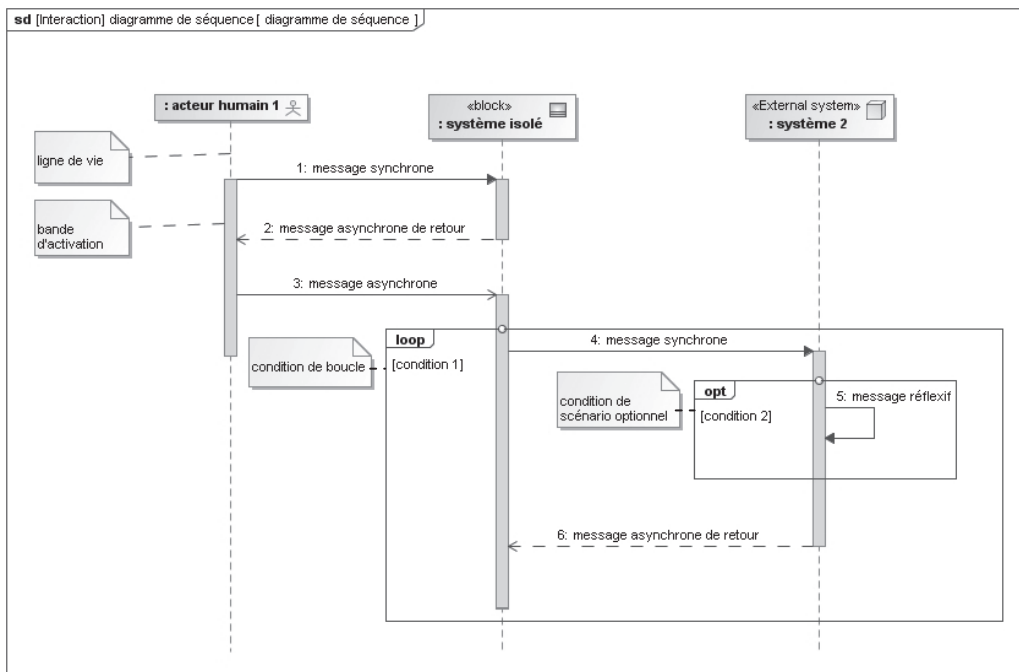 sd [Interaction] diagramme de séquence [ diagramme de séquence ]
: acteur humain 1
«block»
: système isolé
«External system»
: système 2
ligne de vie
1: message synchrone
bande
d'activation
2: message asynchrone de retour
3: message asynchrone
loop
[condition 1]
condition de boucle
4: message synchrone
condition de
scénario optionnel
opt
[condition 2]
5: message réflexif
6: message asynchrone de retour